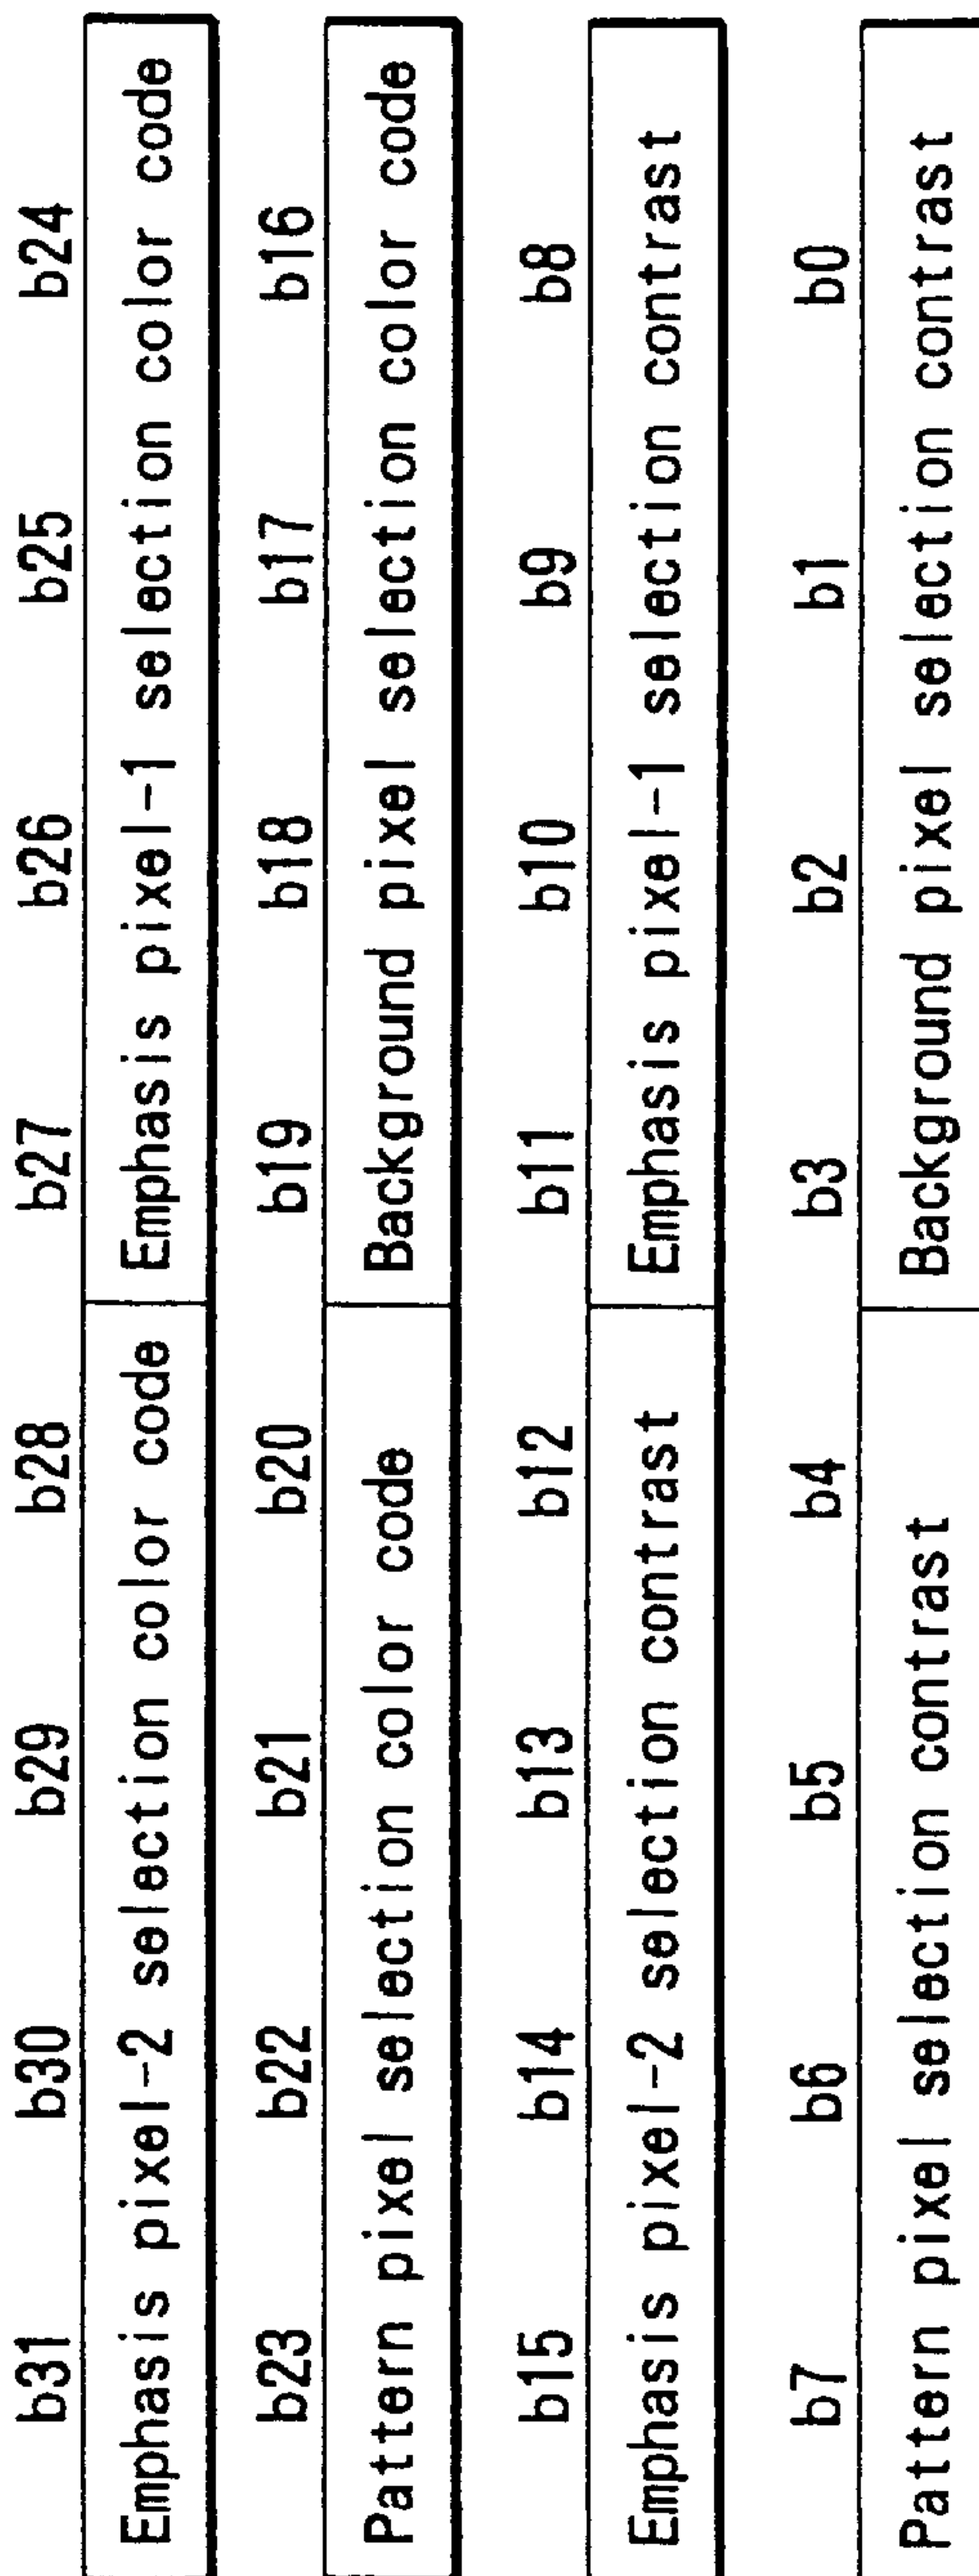 b31 b30 b29 b28 b27 b26 b25 b24
Emphasis pixel-2 selection color code Emphasis pixel-1 selection color code
b23 b22 b21 b20 b19 b18 b17 b16
Pattern pixel selection color code Background pixel selection color code
b15 b14 b13 b12 b11 b10 b9 b8
Emphasis pixel-2 selection contrast Emphasis pixel-1 selection contrast
b7 b6 b5 b4 b3 b2 b1 b0
Pattern pixel selection contrast Background pixel selection contrast